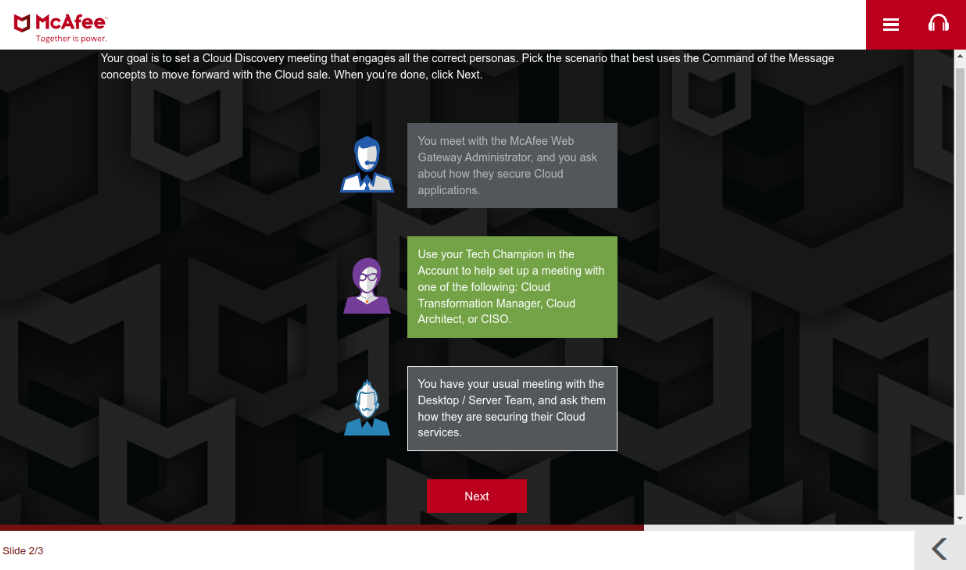 McAfee™
Together is power.
Your goal is to set a Cloud Discovery meeting that engages all the correct personas. Pick the scenario that best uses the Command of the Message
concepts to move forward with the Cloud sale. When you're done, click Next.
You meet with the McAfee Web
Gateway Administrator, and you ask
about how they secure Cloud
applications.
Use your Tech Champion in the
Account to help set up a meeting with
one of the following: Cloud
Transformation Manager, Cloud
Architect, or CISO.
You have your usual meeting with the
Desktop / Server Team, and ask them
how they are securing their Cloud
services.
Next
Slide 2/3